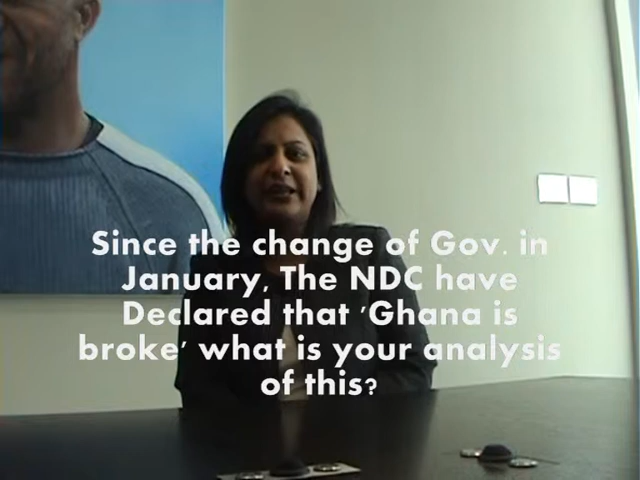 Since the change of Gov. in
January, The NDC have
Declared that 'Ghana is
broke' what is your analysis
of this?